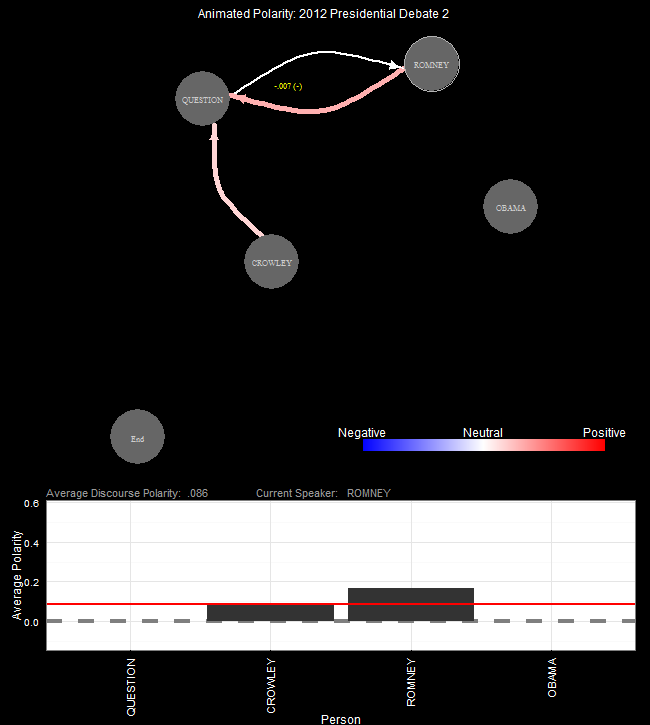 Animated Polarity: 2012 Presidential Debate 2
ROMNEY
-.007 (-)
QUESTION
OBAMA
CROWLEY
End
Negative Neutral Positive
Average Discourse Polarity: .086 Current Speaker: ROMNEY
0.6
0.4
0.2
0.0
Average Polarity
QUESTION
CROWLEY
ROMNEY
OBAMA
Person